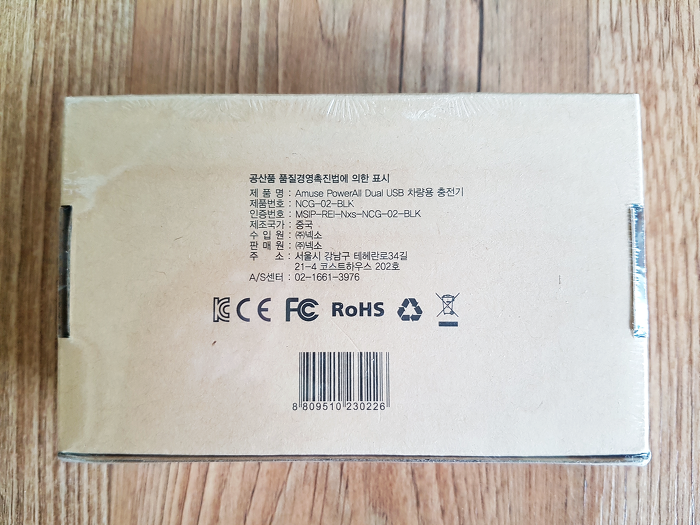 공산품 품질경영촉진법에 의한 표시
제 품 명 : Amuse PowerAll Dual USB 차량용 충전기
제품번호 : NCG-02-BLK
인증번호 : MSIP-REI-Nxs-NCG-02-BLK
제조국가 : 중국
수 입 원 : ㈜넥소
판 매 원 : ㈜넥소
주 소 : 서울시 강남구 테헤란로34길
21-4 코스트하우스 202호
A/S센터 : 02-1661-3976
KC CE FC RoHS
8 809510 230226